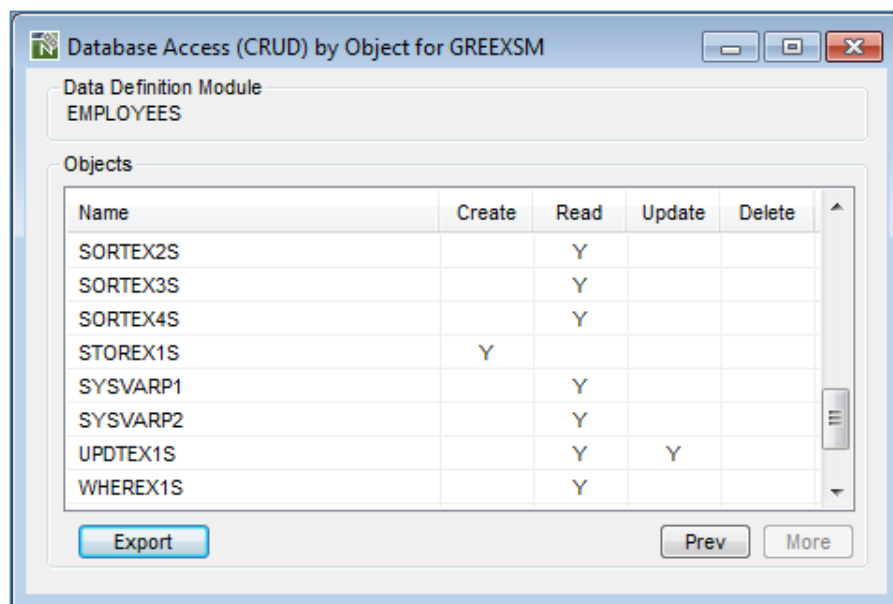 Database Access (CRUD) by Object for GREEXSM
Data Definition Module
EMPLOYEES
Objects
Name Create Read Update Delete
SORTEX2S Y
SORTEX3S Y
SORTEX4S Y
STOREX1S Y
SYSVARP1 Y
SYSVARP2 Y
UPDTEX1S Y Y
WHEREX1S Y
Export Prev More